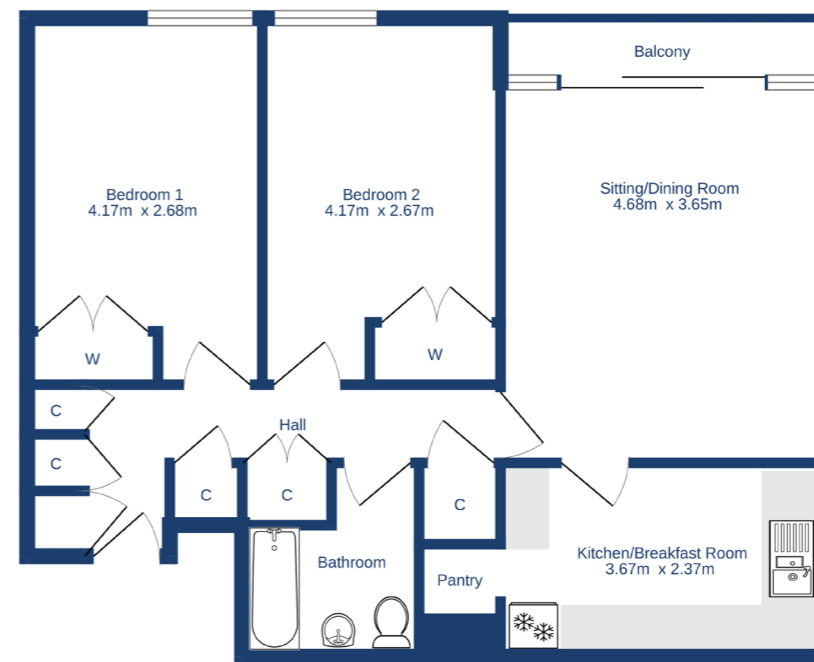 Balcony
Bedroom 1
4.17m x 2.68m
Bedroom 2
4.17m x 2.67m
Sitting/Dining Room
4.68m x 3.65m
W
W
C
Hall
C
C
C
C
Bathroom
Kitchen/Breakfast Room
3.67m x 2.37m
Pantry